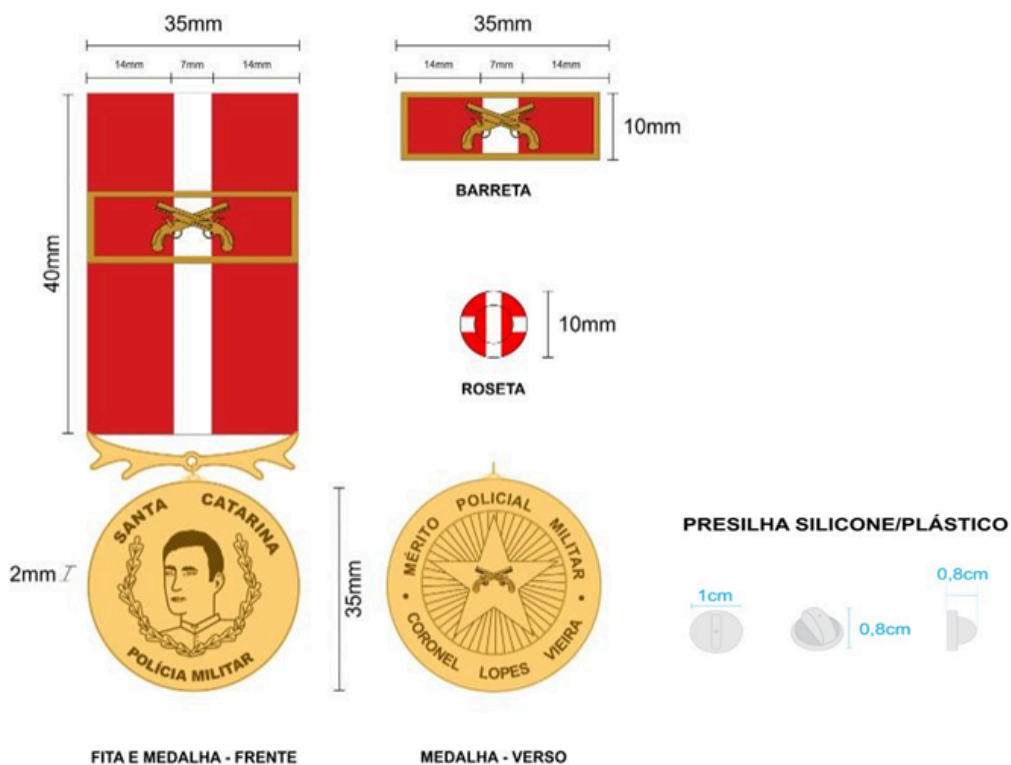 35mm
14mm 7mm 14mm
40mm
SANTA CATARINA
POLÍCIA MILITAR
2mm
FITA E MEDALHA - FRENTE
35mm
14mm 7mm 14mm
10mm
BARRETA
10mm
ROSETA
35mm
MÉRITO POLICIAL MILITAR
• CORONEL LOPES VIEIRA •
MEDALHA - VERSO
PRESILHA SILICONE/PLÁSTICO
1cm
0,8cm
0,8cm